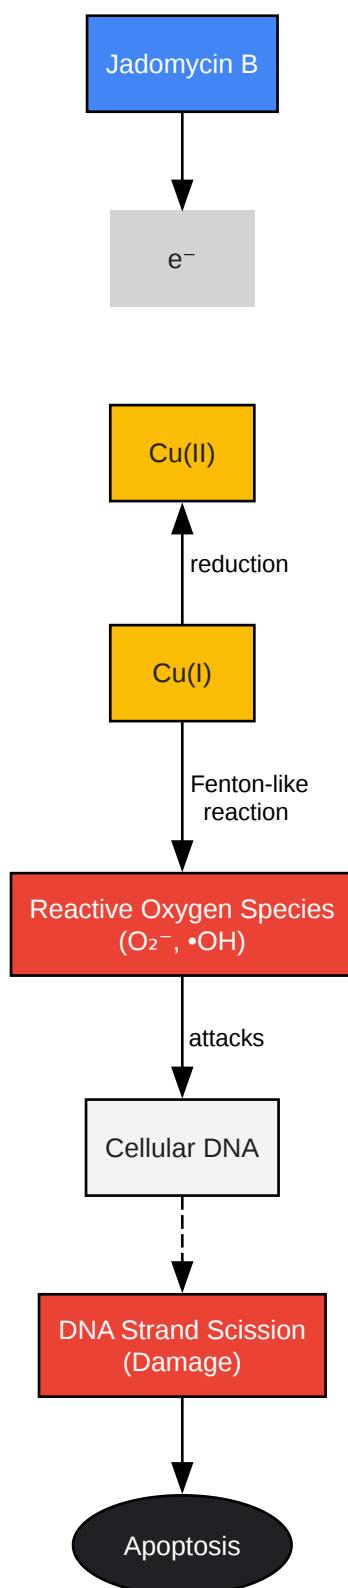 Jadomycin B
e⁻
Cu(II)
reduction
Cu(I)
Fenton-like
reaction
Reactive Oxygen Species
(O₂⁻, •OH)
attacks
Cellular DNA
DNA Strand Scission
(Damage)
Apoptosis